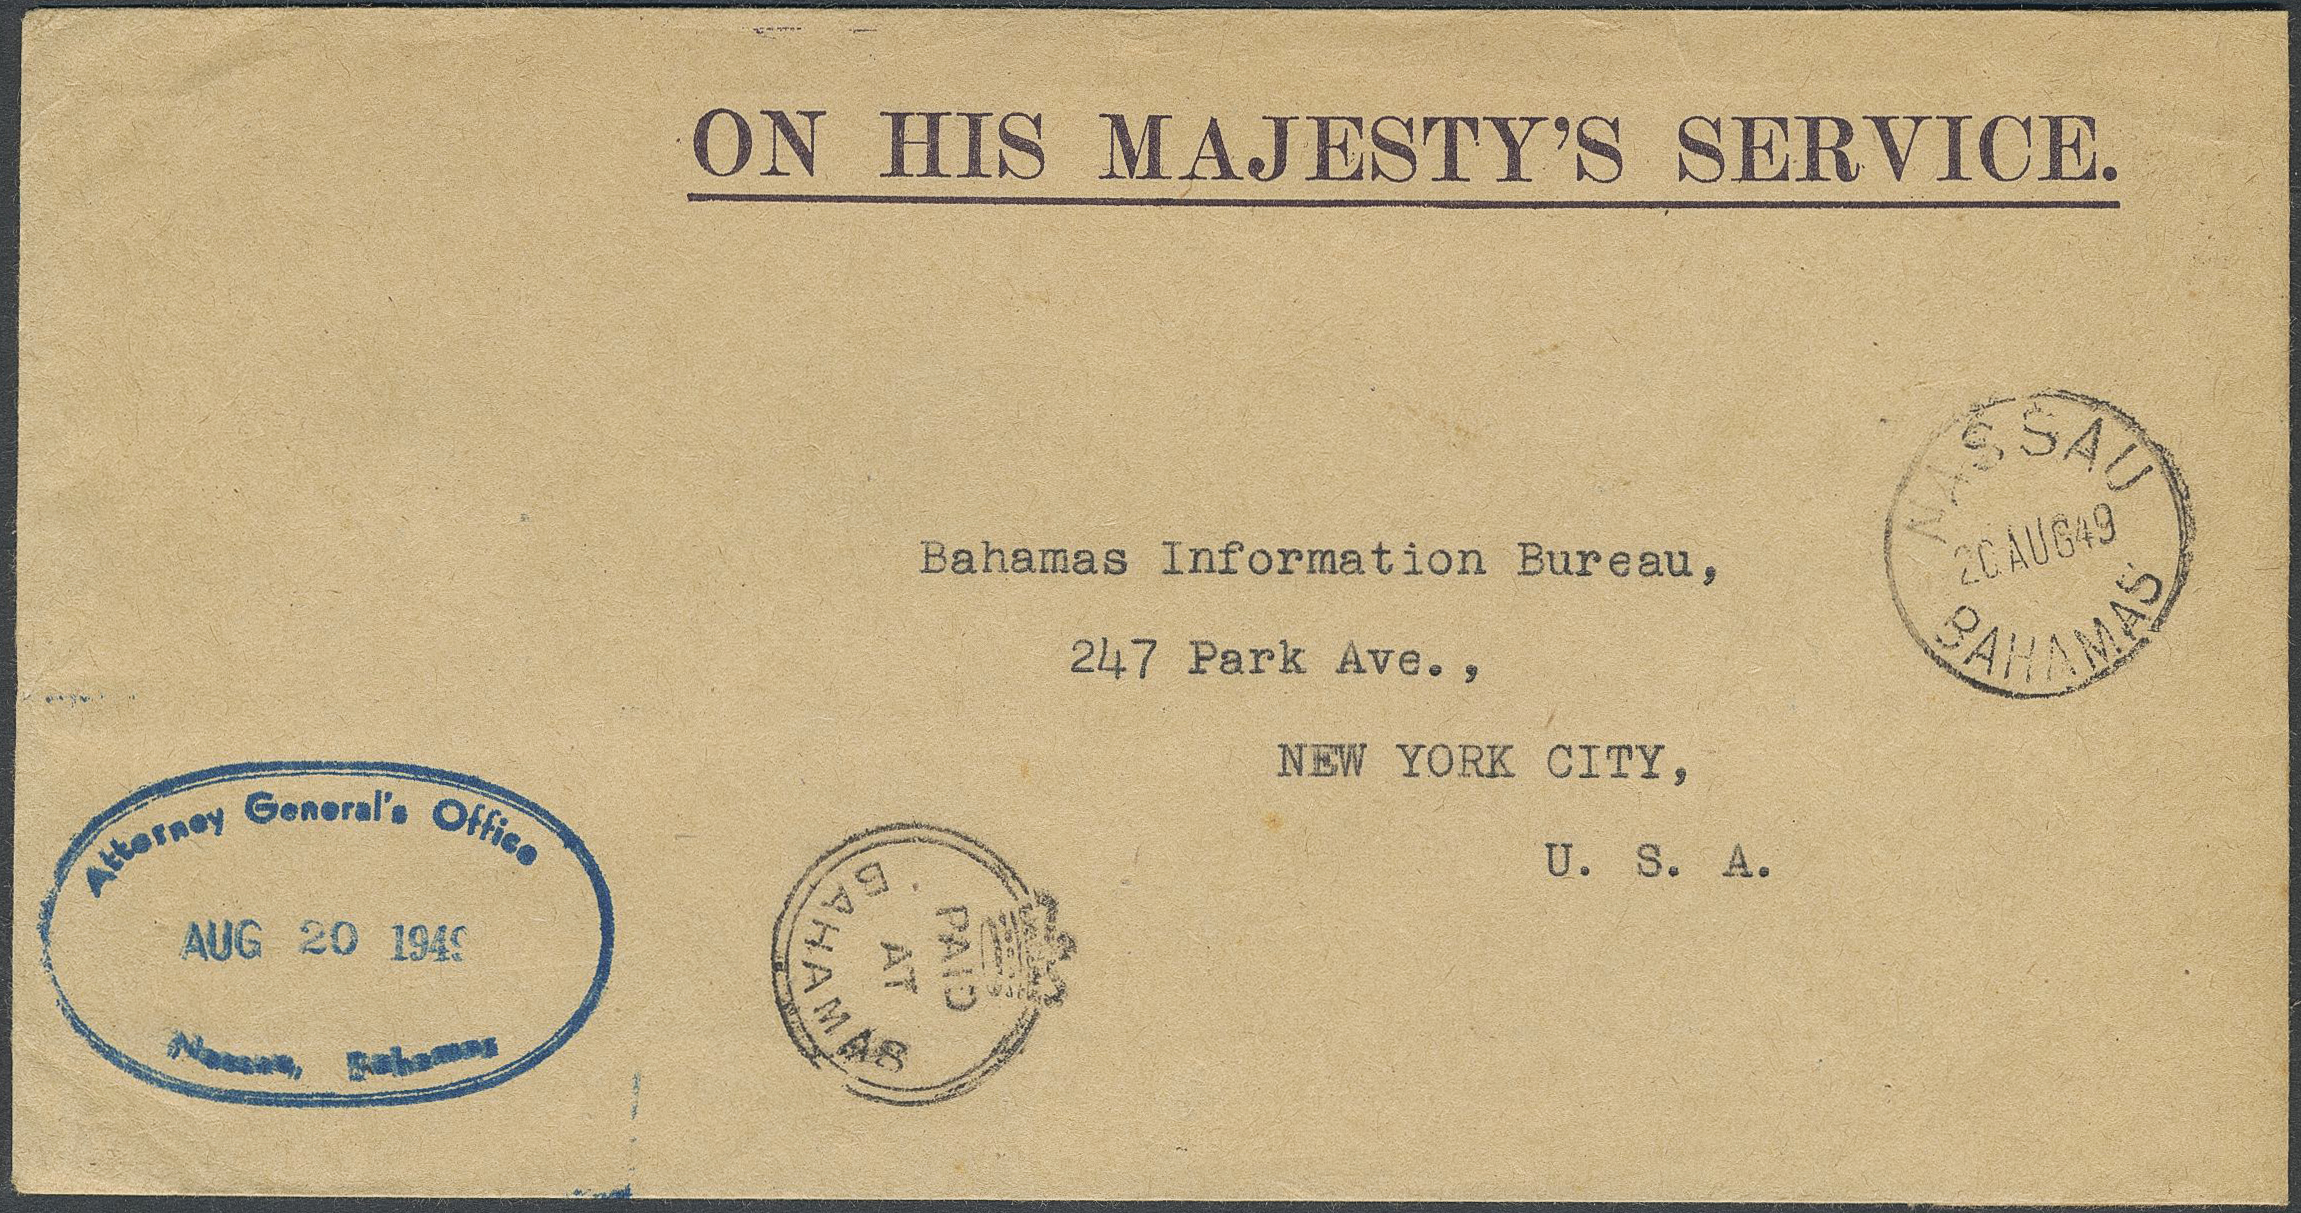 ON HIS MAJESTY'S SERVICE.
NASSAU
20 AUG 49
BAHAMAS
Bahamas Information Bureau,
247 Park Ave.,
NEW YORK CITY,
U. S. A.
Attorney General's Office
AUG 20 1949
Nassau, Bahamas
PAID
AT
BAHAMAS